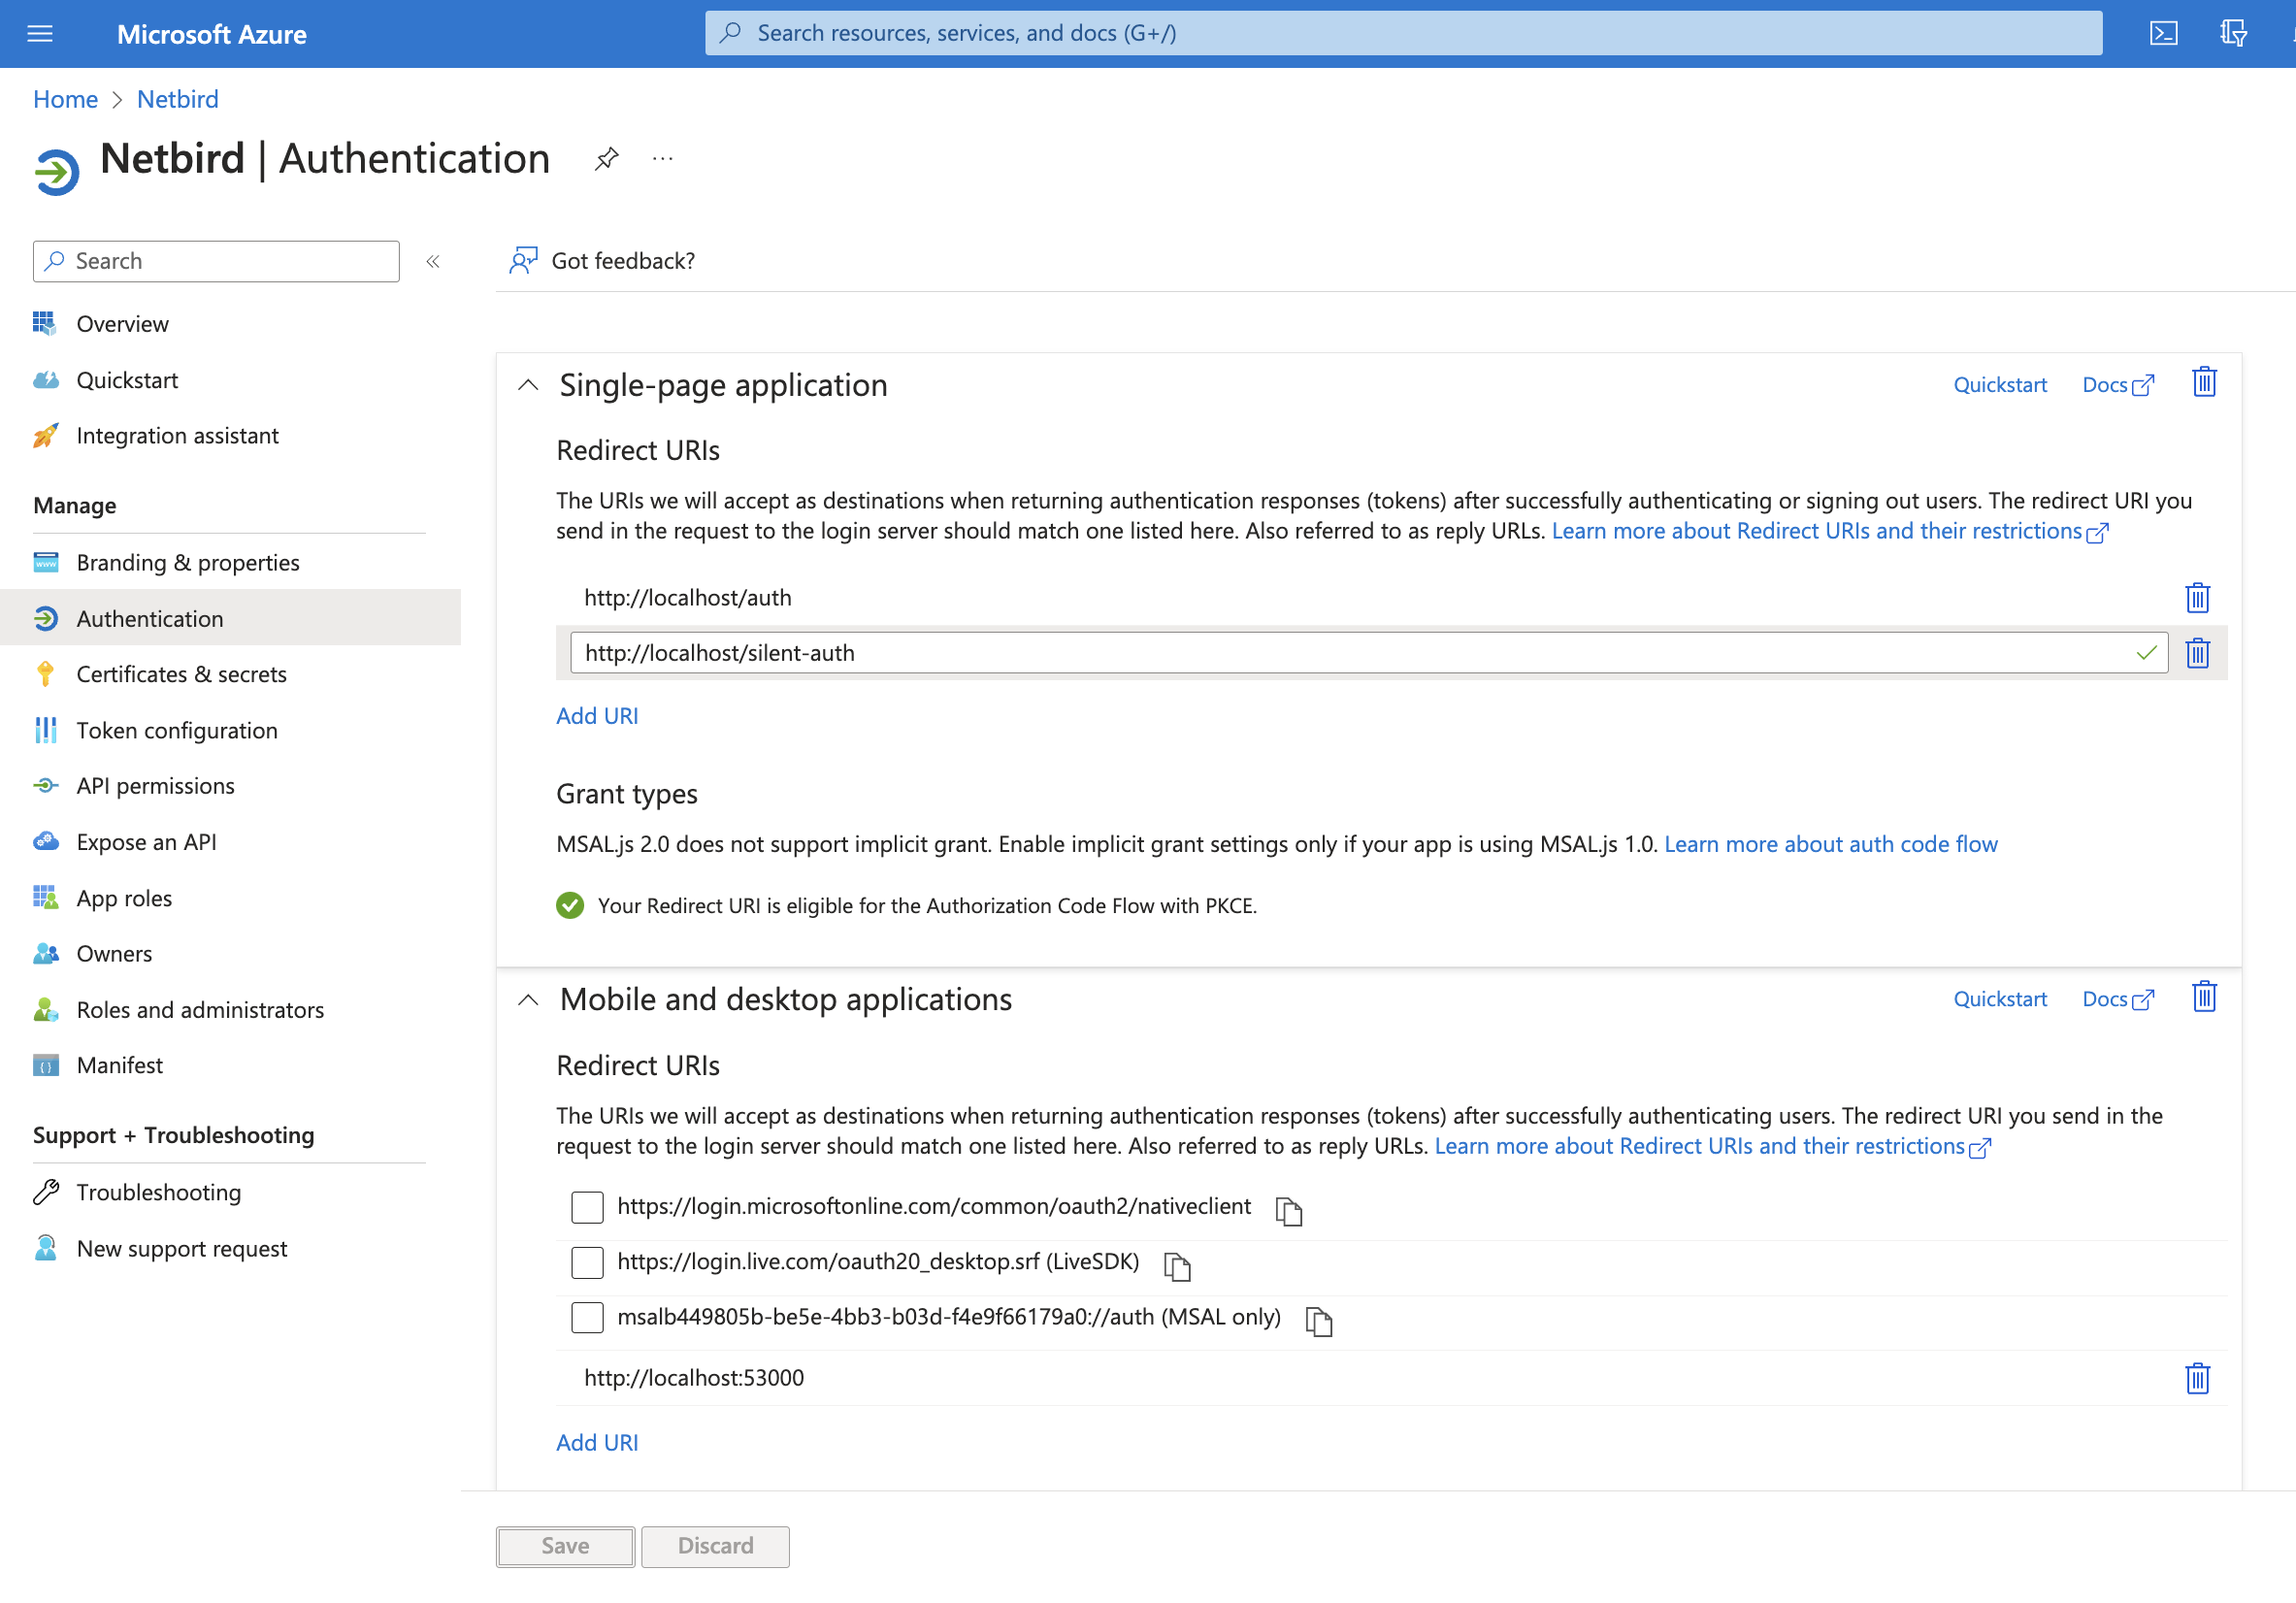 Microsoft Azure
Search resources, services, and docs (G+/)
Home > Netbird
Netbird | Authentication
Search
Got feedback?
Overview
Quickstart
Integration assistant
Manage
Branding & properties
Authentication
Certificates & secrets
Token configuration
API permissions
Expose an API
App roles
Owners
Roles and administrators
Manifest
Support + Troubleshooting
Troubleshooting
New support request
Single-page application
Quickstart
Docs
Redirect URIs
The URIs we will accept as destinations when returning authentication responses (tokens) after successfully authenticating or signing out users. The redirect URI you
send in the request to the login server should match one listed here. Also referred to as reply URLs. Learn more about Redirect URIs and their restrictions
http://localhost/auth
http://localhost/silent-auth
Add URI
Grant types
MSAL.js 2.0 does not support implicit grant. Enable implicit grant settings only if your app is using MSAL.js 1.0. Learn more about auth code flow
Your Redirect URI is eligible for the Authorization Code Flow with PKCE.
Mobile and desktop applications
Quickstart
Docs
Redirect URIs
The URIs we will accept as destinations when returning authentication responses (tokens) after successfully authenticating users. The redirect URI you send in the
request to the login server should match one listed here. Also referred to as reply URLs. Learn more about Redirect URIs and their restrictions
https://login.microsoftonline.com/common/oauth2/nativeclient
https://login.live.com/oauth20_desktop.srf (LiveSDK)
msalb449805b-be5e-4bb3-b03d-f4e9f66179a0://auth (MSAL only)
http://localhost:53000
Add URI
Save
Discard